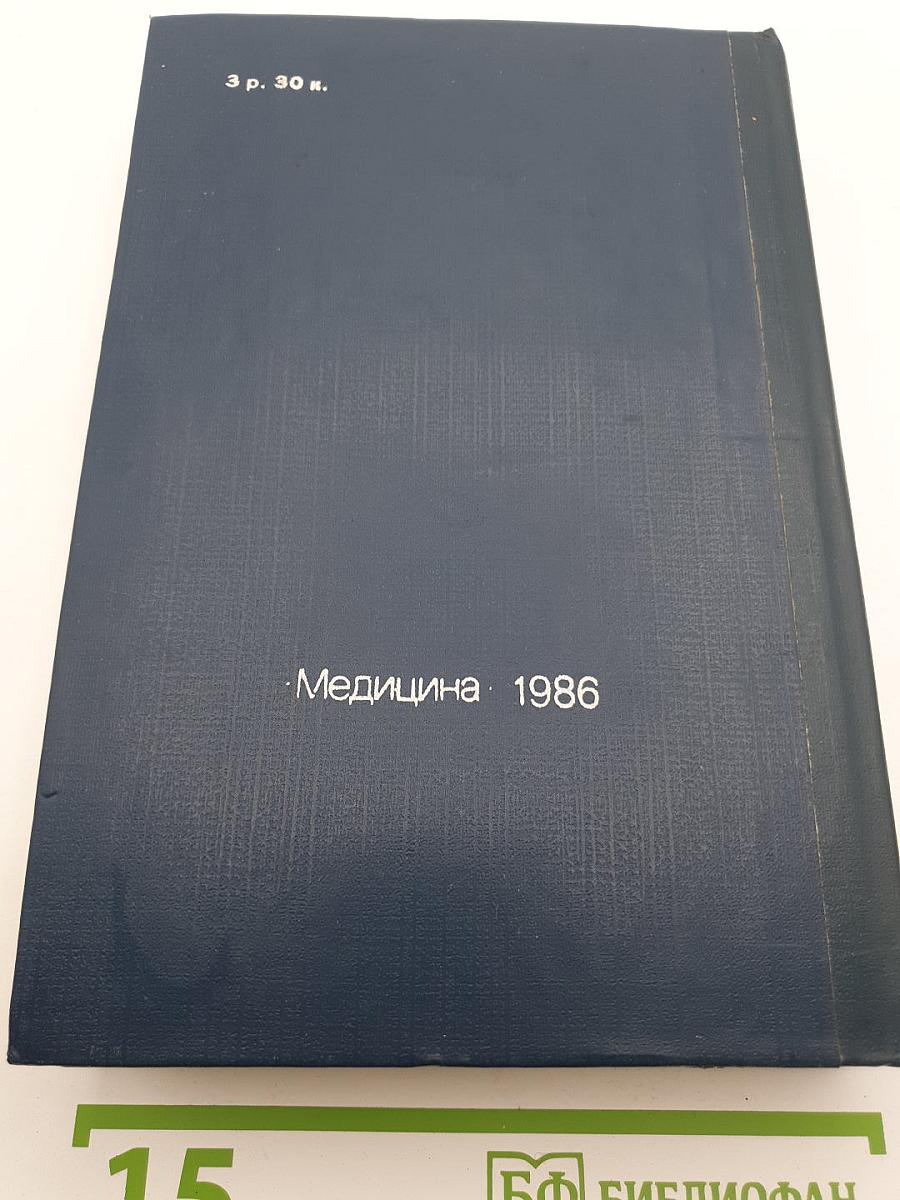 3 р. 30 к.
·Медицина· 1986
15
БФ БИБЛИОФАН